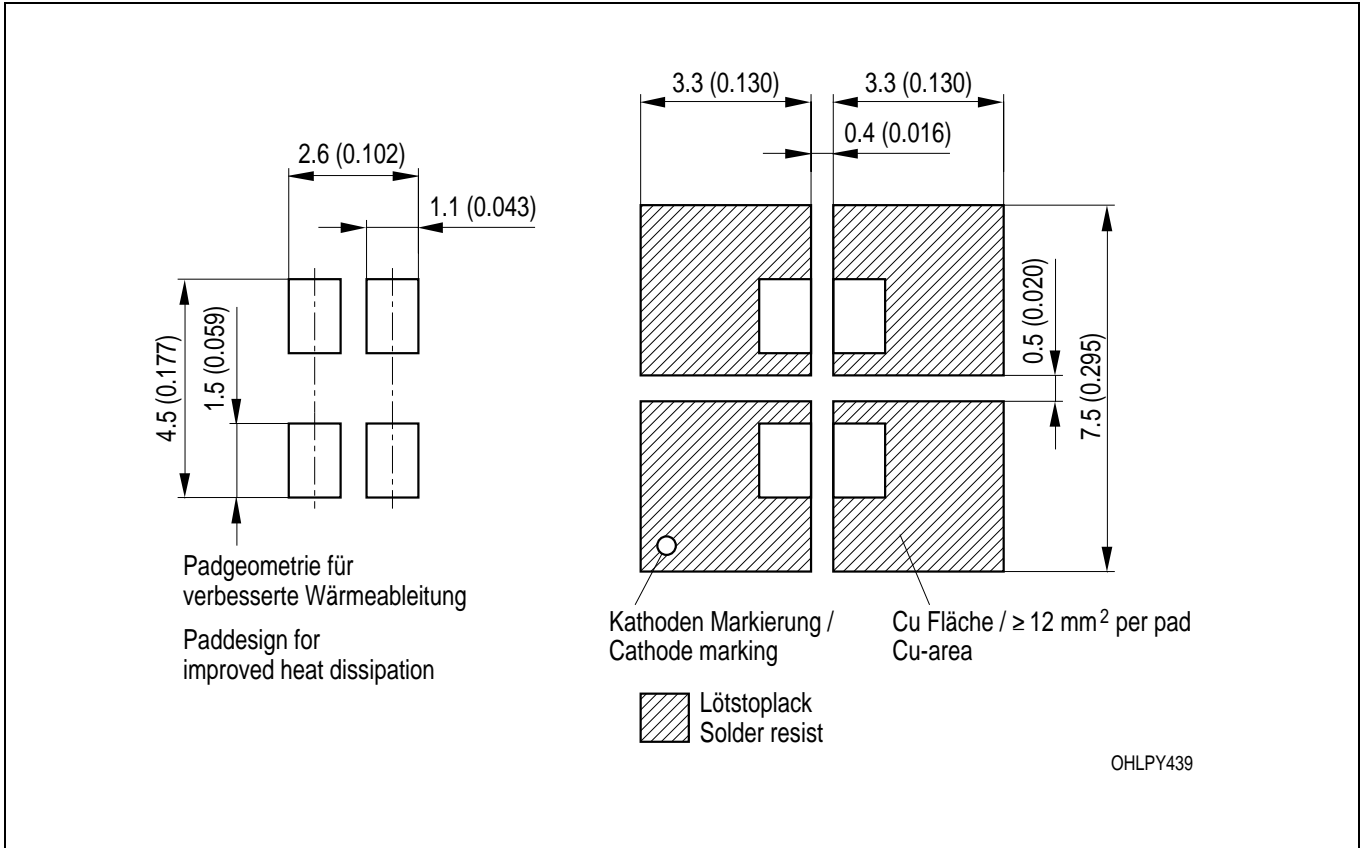 3.3 (0.130)
3.3 (0.130)
0.4 (0.016)
2.6 (0.102)
1.1 (0.043)
4.5 (0.177)
1.5 (0.059)
0.5 (0.020)
7.5 (0.295)
Padgeometrie für
verbesserte Wärmeableitung
Paddesign for
improved heat dissipation
Kathoden Markierung /
Cathode marking
Cu Fläche / ≥ 12 mm² per pad
Cu-area
Lötstoplack
Solder resist
OHLPY439